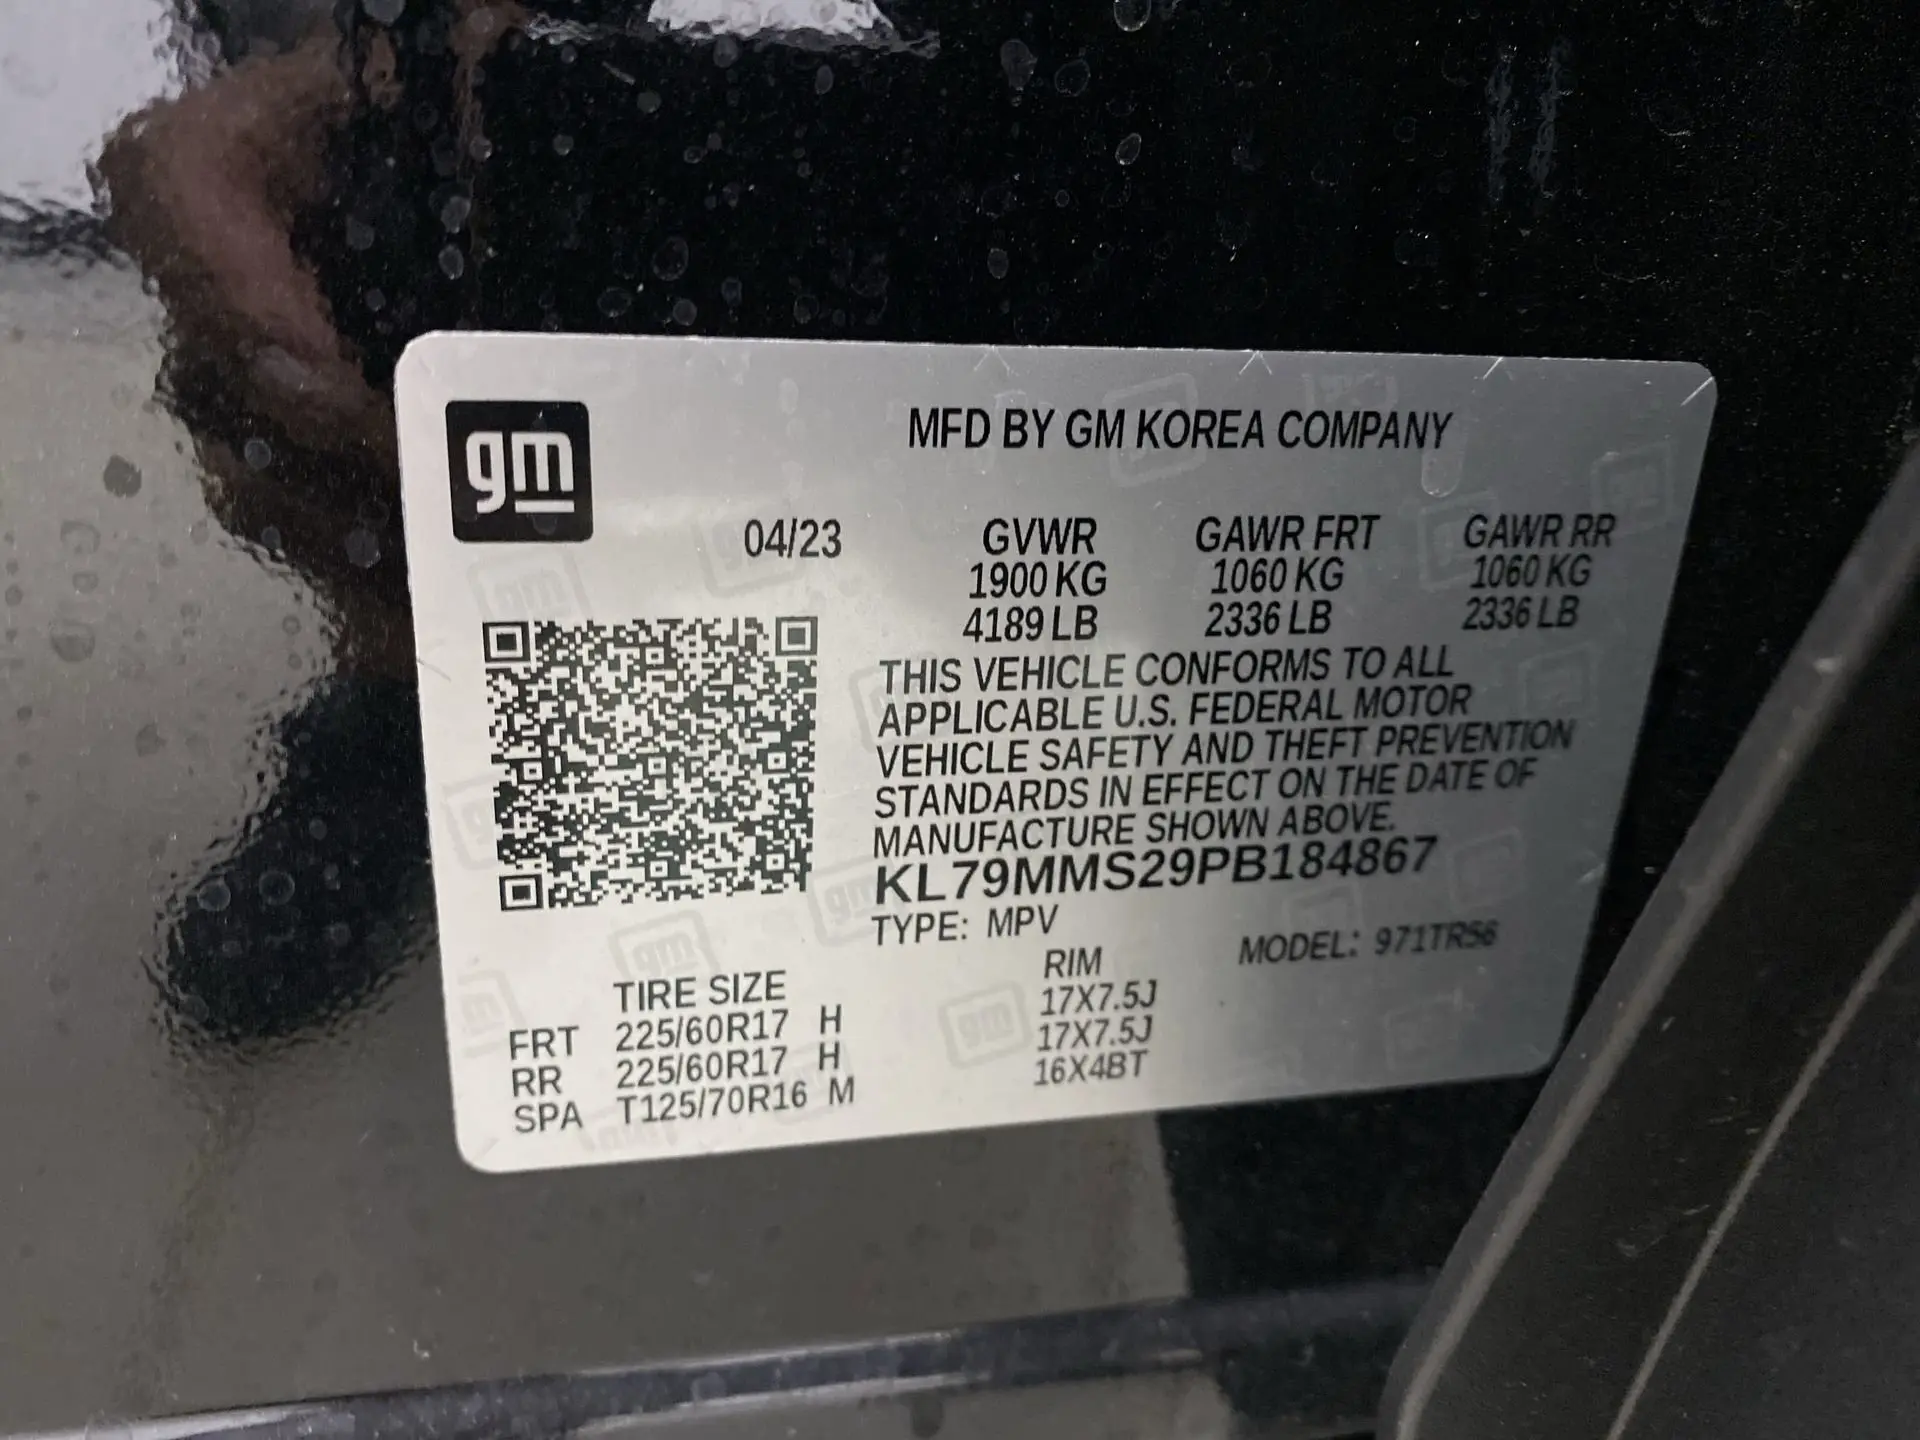 gm
MFD BY GM KOREA COMPANY
04/23 GVWR GAWR FRT GAWR RR
1900 KG 1060 KG 1060 KG
4189 LB 2336 LB 2336 LB
THIS VEHICLE CONFORMS TO ALL
APPLICABLE U.S. FEDERAL MOTOR
VEHICLE SAFETY AND THEFT PREVENTION
STANDARDS IN EFFECT ON THE DATE OF
MANUFACTURE SHOWN ABOVE.
KL79MMS29PB184867
TYPE: MPV MODEL: 971TRS6
TIRE SIZE RIM
FRT 225/60R17 H 17X7.5J
RR 225/60R17 H 17X7.5J
SPA T125/70R16 M 16X4BT